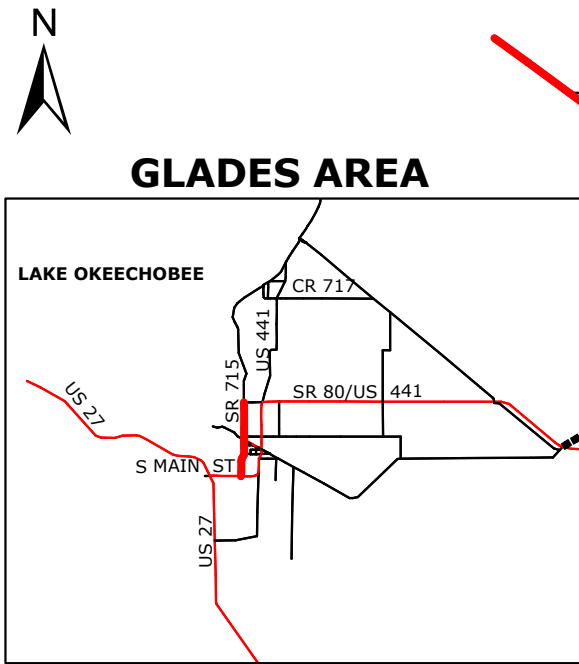 N
GLADES AREA
LAKE OKEECHOBEE
CR 717
US 441
SR 715
SR 80/US 441
US 27
S MAIN ST
US 27